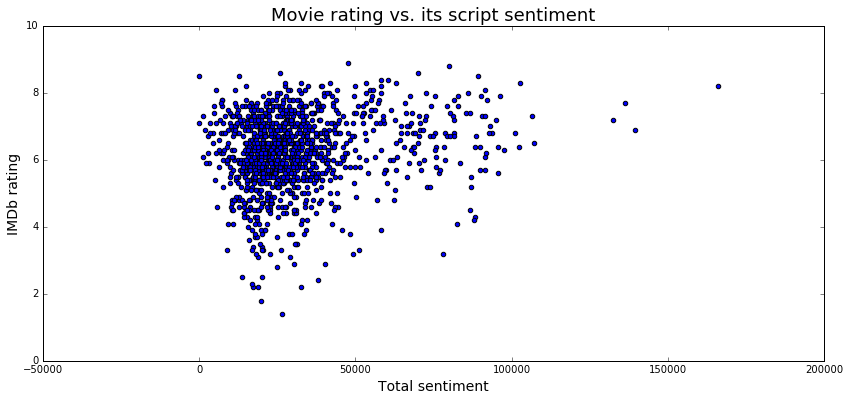 Movie rating vs. its script sentiment
10
8
6
4
2
0
IMDb rating
−50000 0 50000 100000 150000 200000
Total sentiment